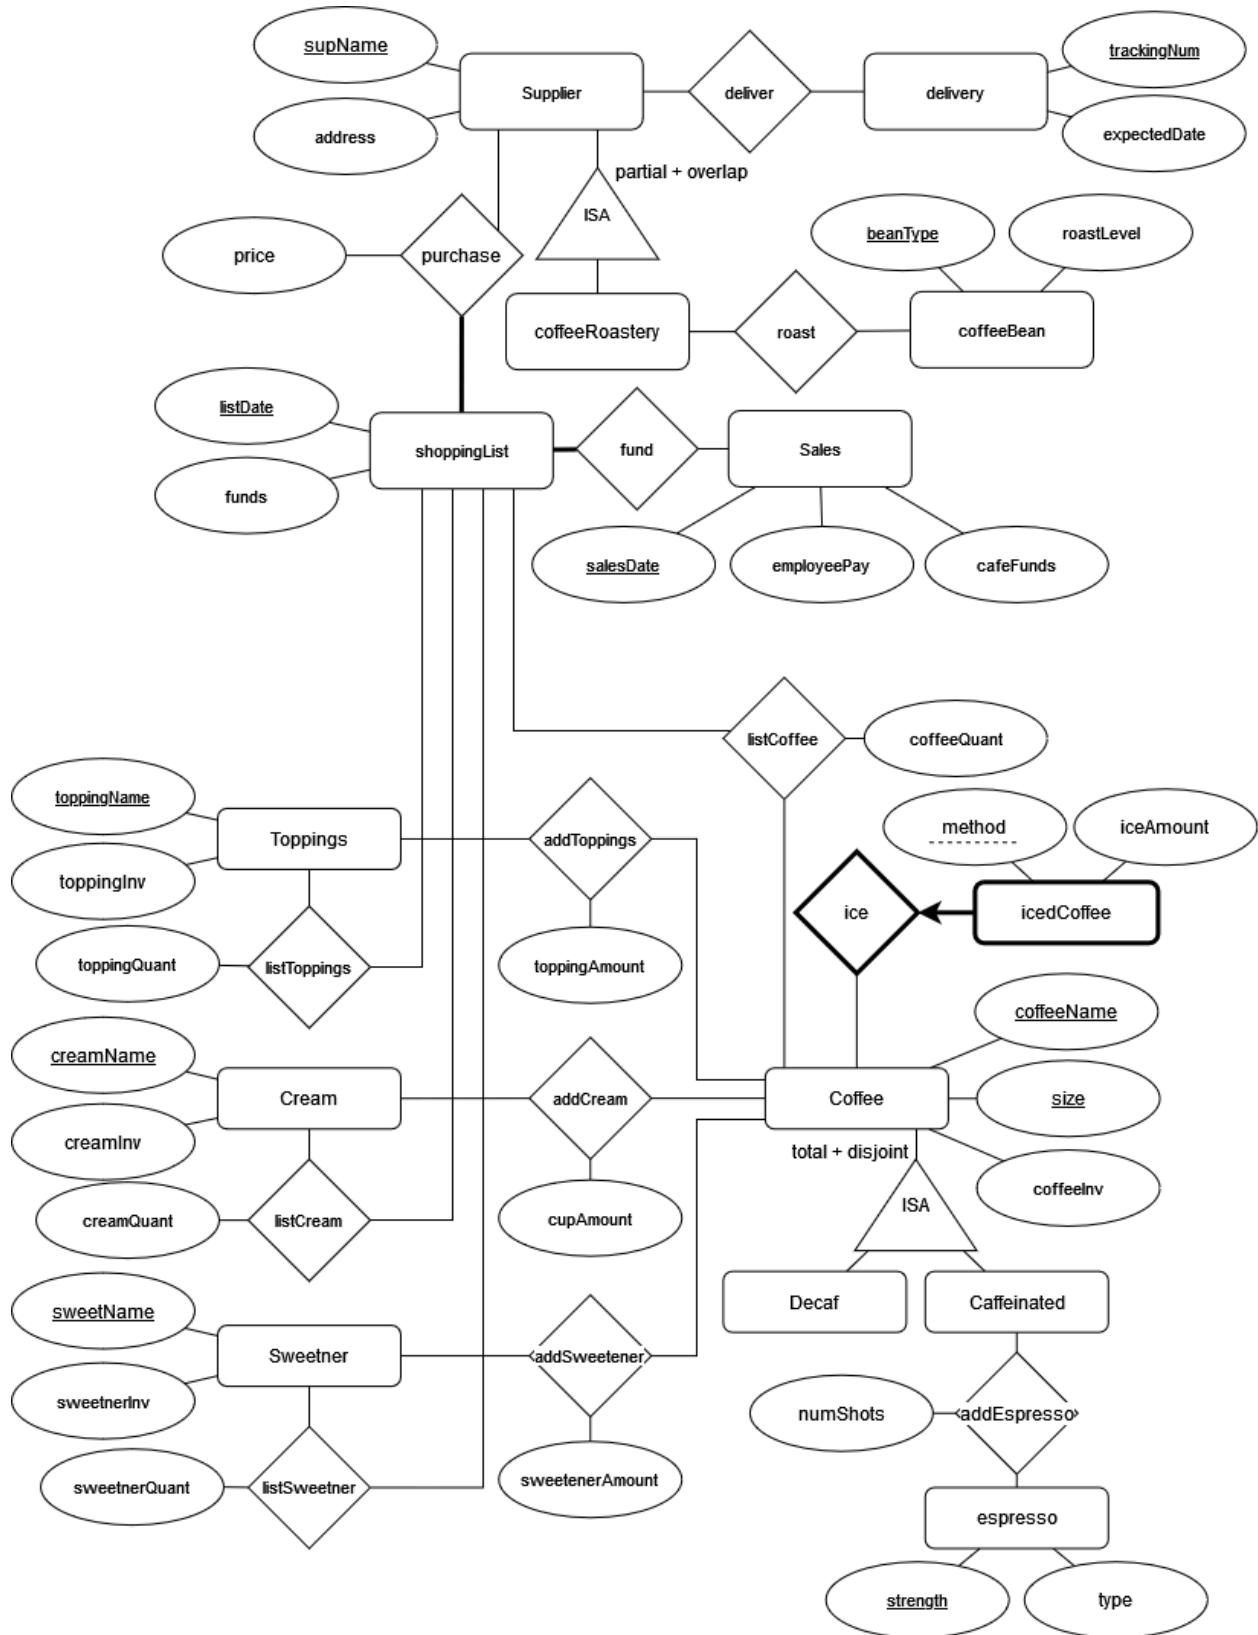 supName
Supplier
deliver
delivery
trackingNum
address
expectedDate
partial + overlap
ISA
beanType
roastLevel
price
purchase
coffeeRoastery
roast
coffeeBean
listDate
shoppingList
fund
Sales
funds
salesDate
employeePay
cafeFunds
listCoffee
coffeeQuant
toppingName
Toppings
addToppings
method
iceAmount
toppingInv
ice
icedCoffee
toppingQuant
listToppings
toppingAmount
coffeeName
creamName
Cream
addCream
Coffee
size
creamInv
total + disjoint
coffeeInv
creamQuant
listCream
cupAmount
ISA
sweetName
Decaf
Caffeinated
Sweetner
addSweetener
sweetnerInv
numShots
addEspresso
sweetnerQuant
listSweetner
sweetenerAmount
espresso
strength
type